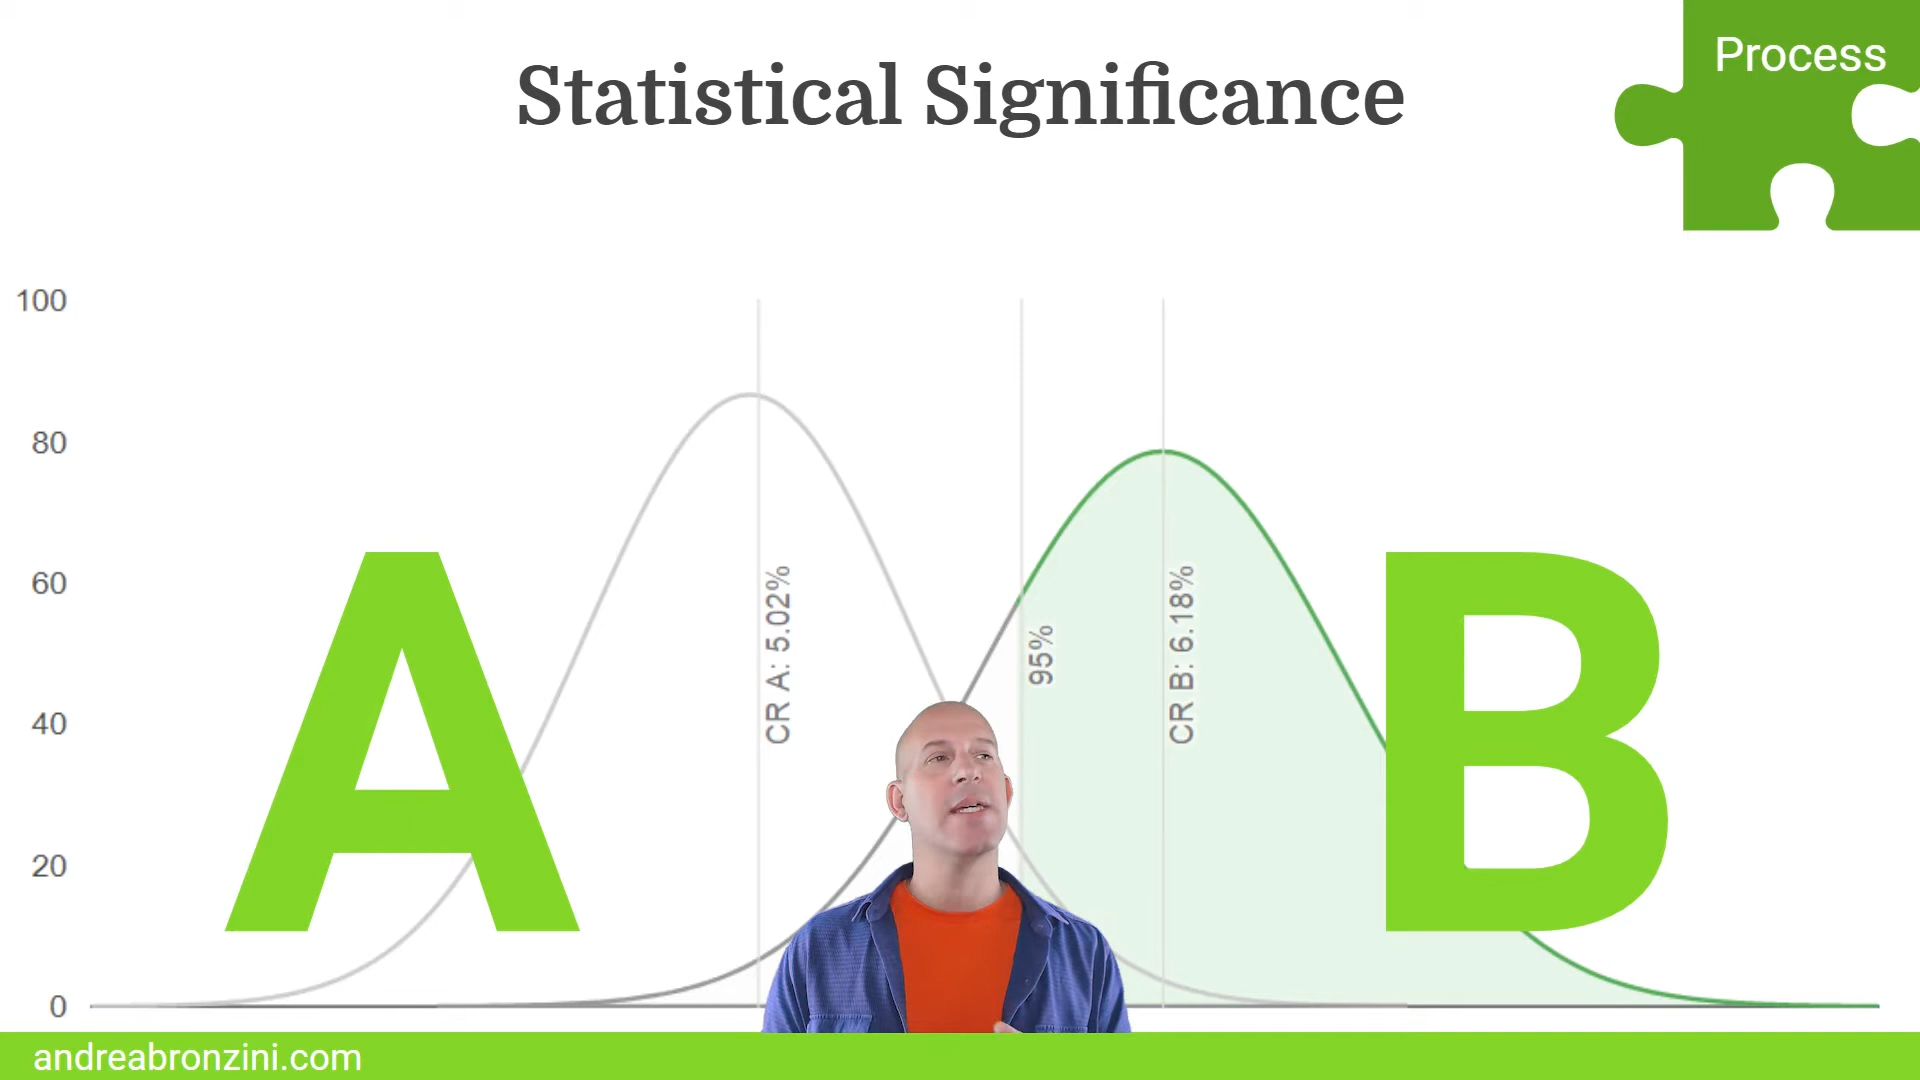 Statistical Significance
Process
100
80
60
40
20
0
CR A: 5.02%
95%
CR B: 6.18%
A
B
andreabronzini.com